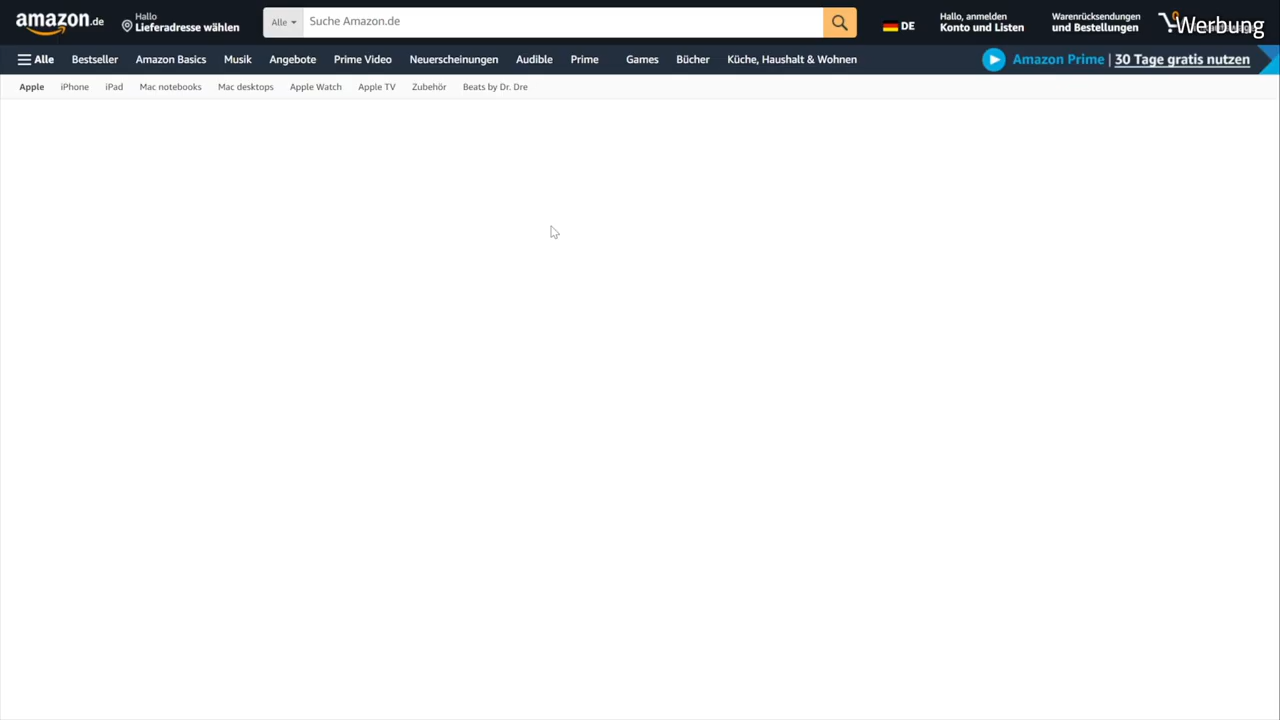 amazon.de
Hallo
Lieferadresse wählen
Alle
Suche Amazon.de
DE
Hallo, anmelden
Konto und Listen
Warenrücksendungen
und Bestellungen
0
Werbung
Alle
Bestseller
Amazon Basics
Musik
Angebote
Prime Video
Neuerscheinungen
Audible
Prime
Games
Bücher
Küche, Haushalt & Wohnen
Amazon Prime | 30 Tage gratis nutzen
Apple
iPhone
iPad
Mac notebooks
Mac desktops
Apple Watch
Apple TV
Zubehör
Beats by Dr. Dre